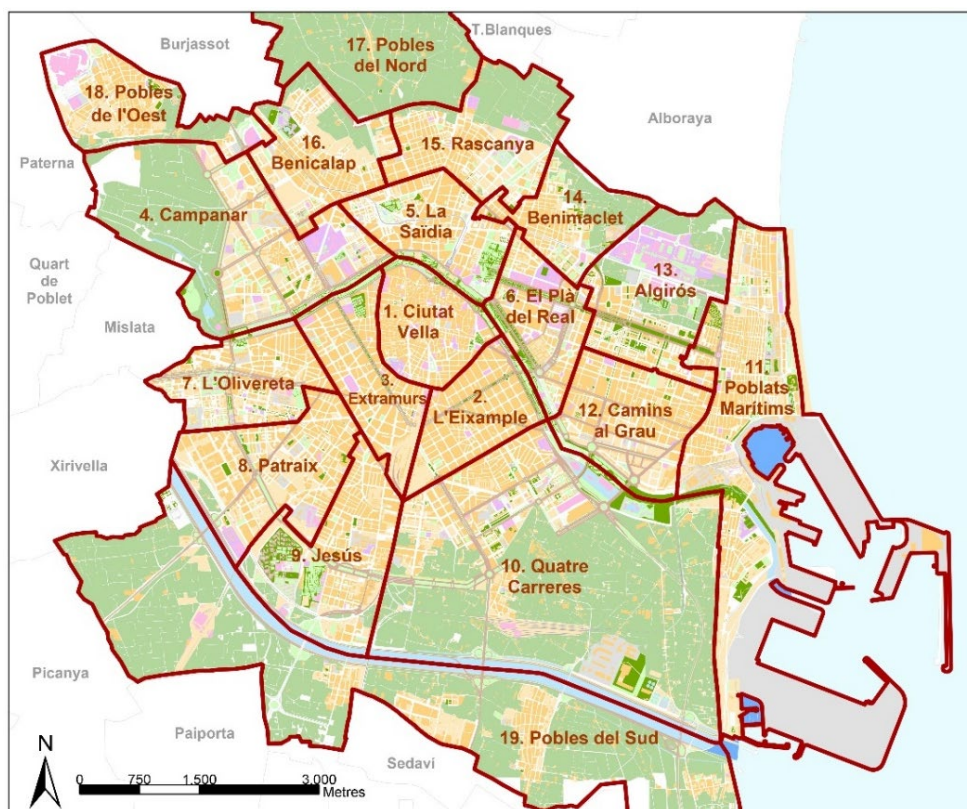 Burjassot
T.Blanques
17. Pobles
del Nord
18. Pobles
de l'Oest
Alboraya
16.
Benicalap
15. Rascanya
Paterna
14.
Benimaclet
4. Campanar
5. La
Saïdia
Quart
de
Poblet
13.
Algirós
6. El Plà
del Real
1. Ciutat
Vella
Mislata
11.
Poblats
Marítims
7. L'Olivereta
3.
Extramurs
2.
L'Eixample
12. Camins
al Grau
Xirivella
8. Patraix
9. Jesús
10. Quatre
Carreres
Picanya
Paiporta
19. Pobles del Sud
Sedaví
N
0 750 1.500 3.000
Metres